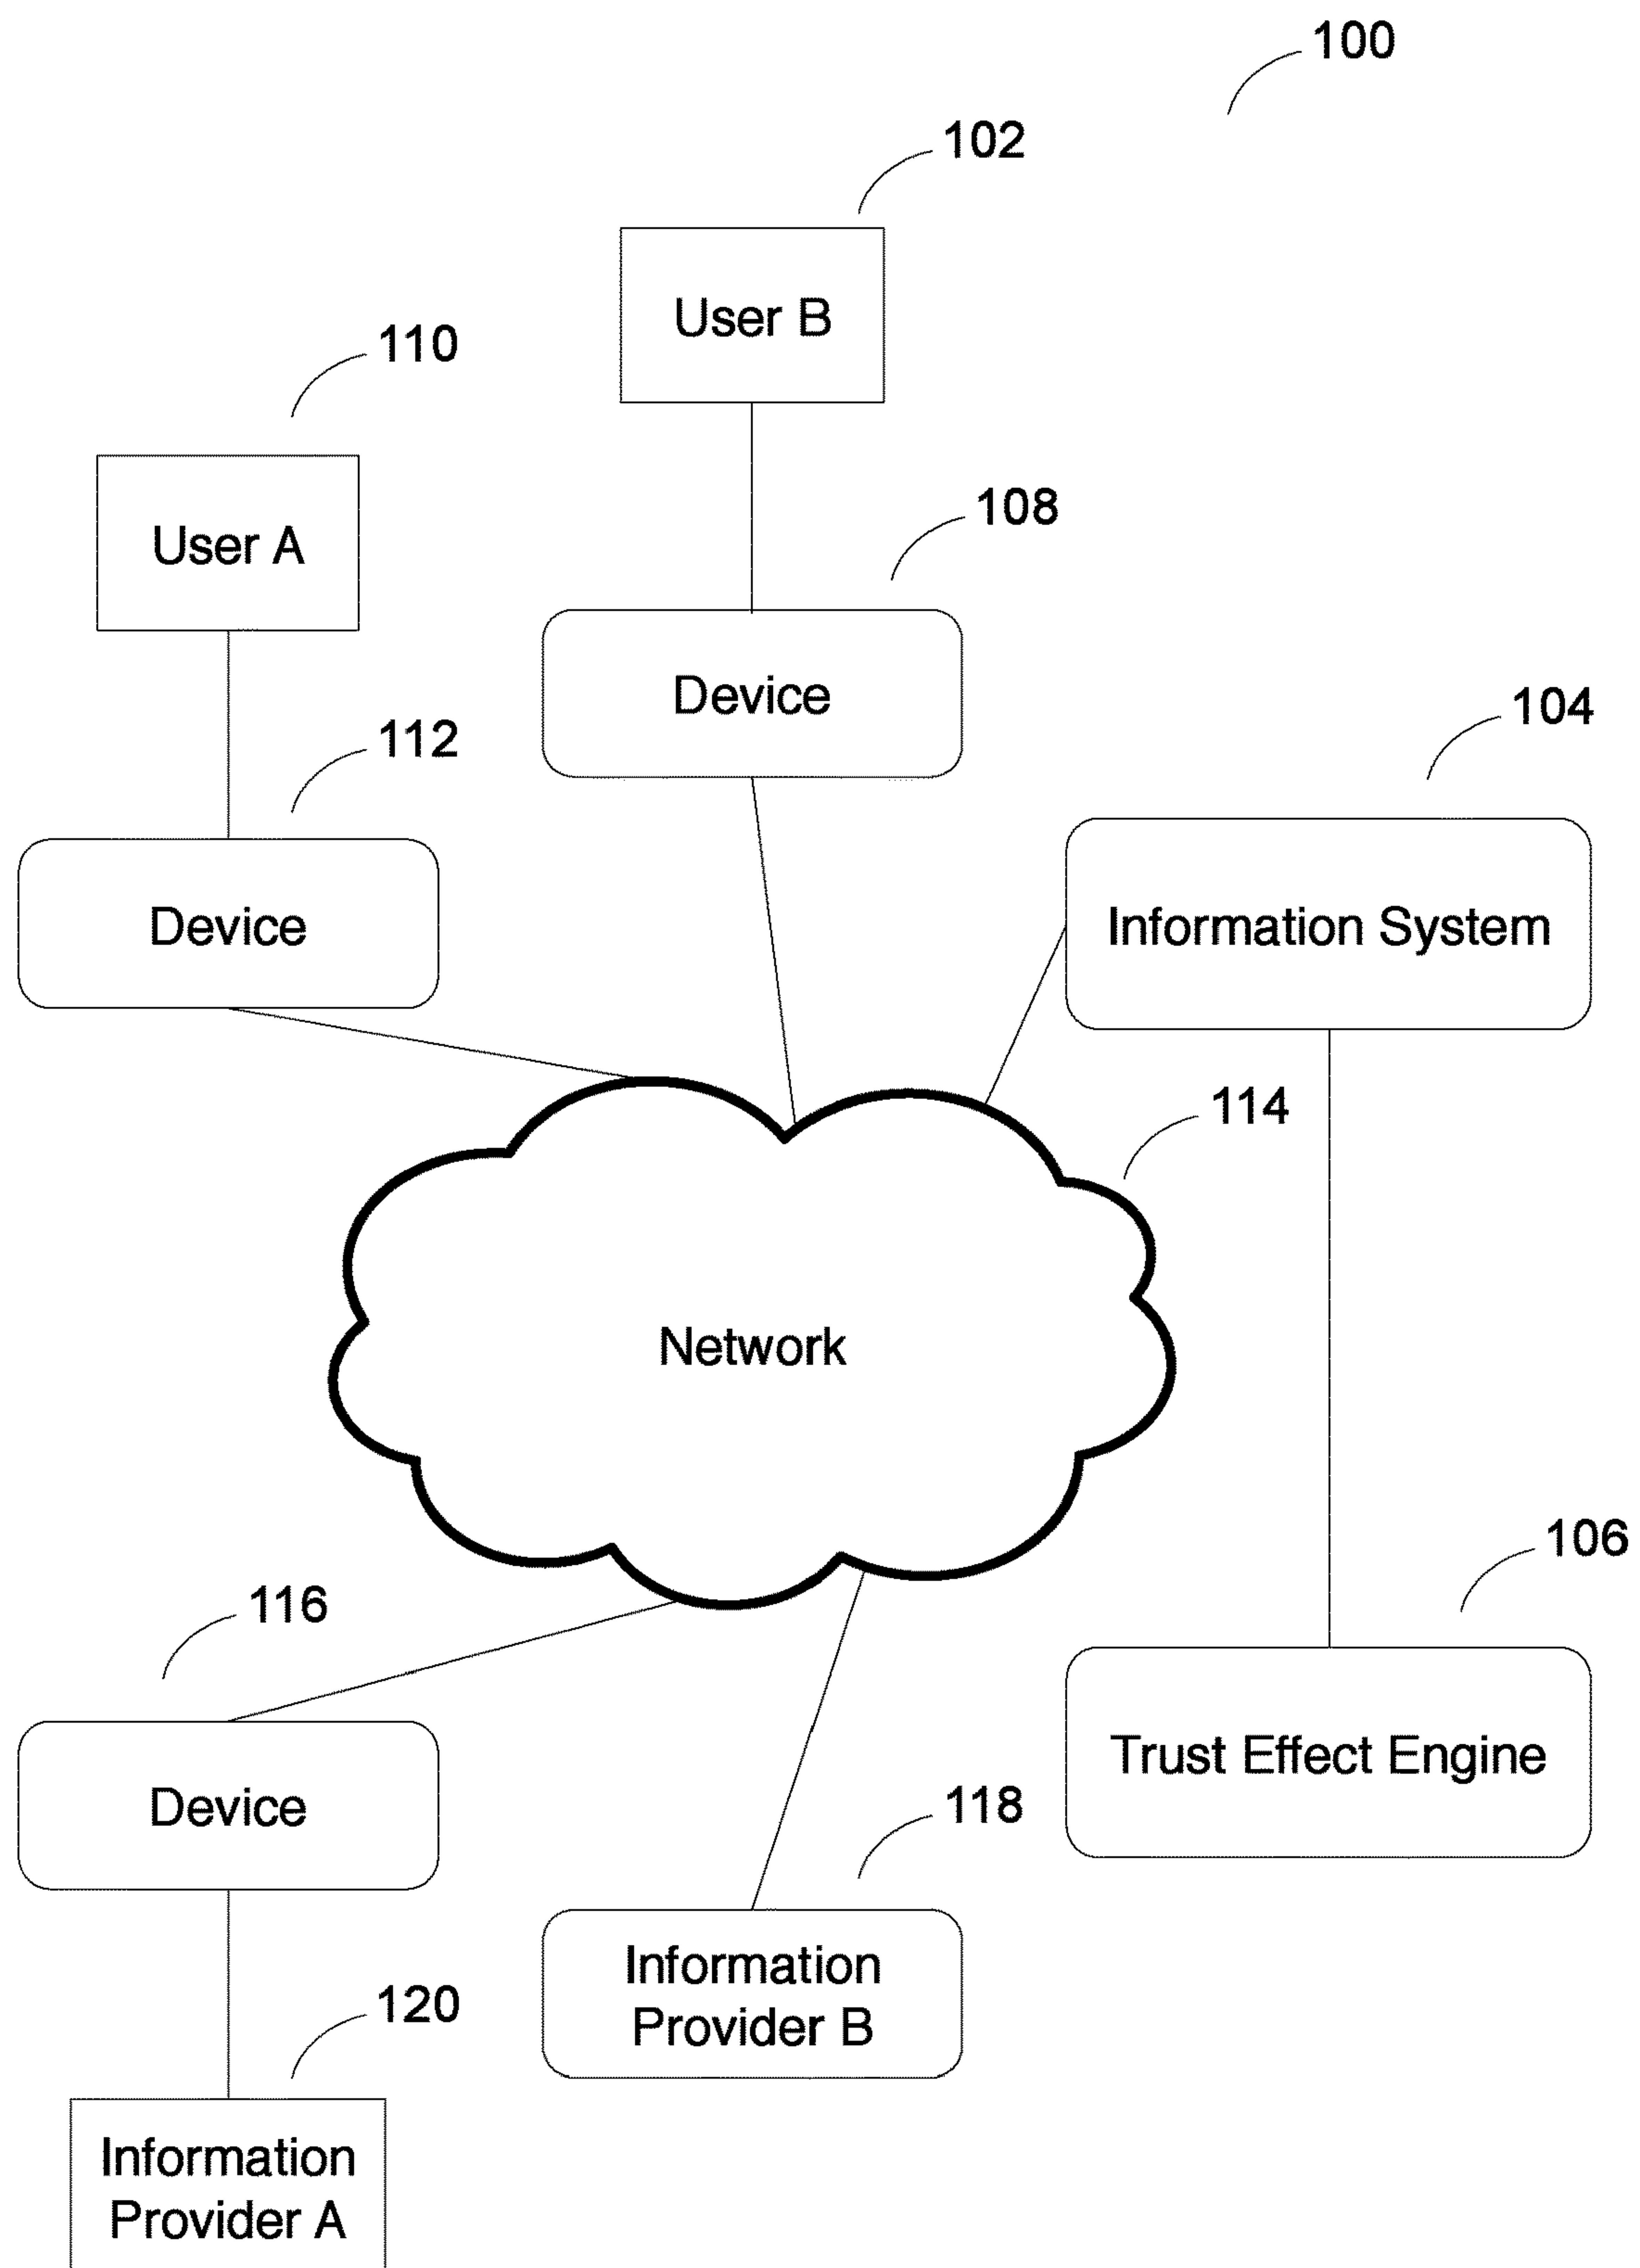 100
102
User B
110
User A
108
Device
104
112
Information System
Device
114
Network
106
116
Trust Effect Engine
Device
118
Information
Provider B
120
Information
Provider A